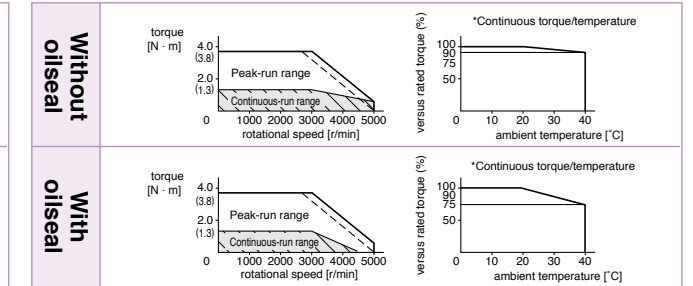 Without
oilseal
torque
[N · m]
4.0
(3.8)
2.0
(1.3)
Peak-run range
Continuous-run range
0 1000 2000 3000 4000 5000
rotational speed [r/min]
*Continuous torque/temperature
versus rated torque (%)
100
90
75
50
0 10 20 30 40
ambient temperature [˚C]
With
oilseal
torque
[N · m]
4.0
(3.8)
2.0
(1.3)
Peak-run range
Continuous-run range
0 1000 2000 3000 4000 5000
rotational speed [r/min]
*Continuous torque/temperature
versus rated torque (%)
100
90
75
50
0 10 20 30 40
ambient temperature [˚C]